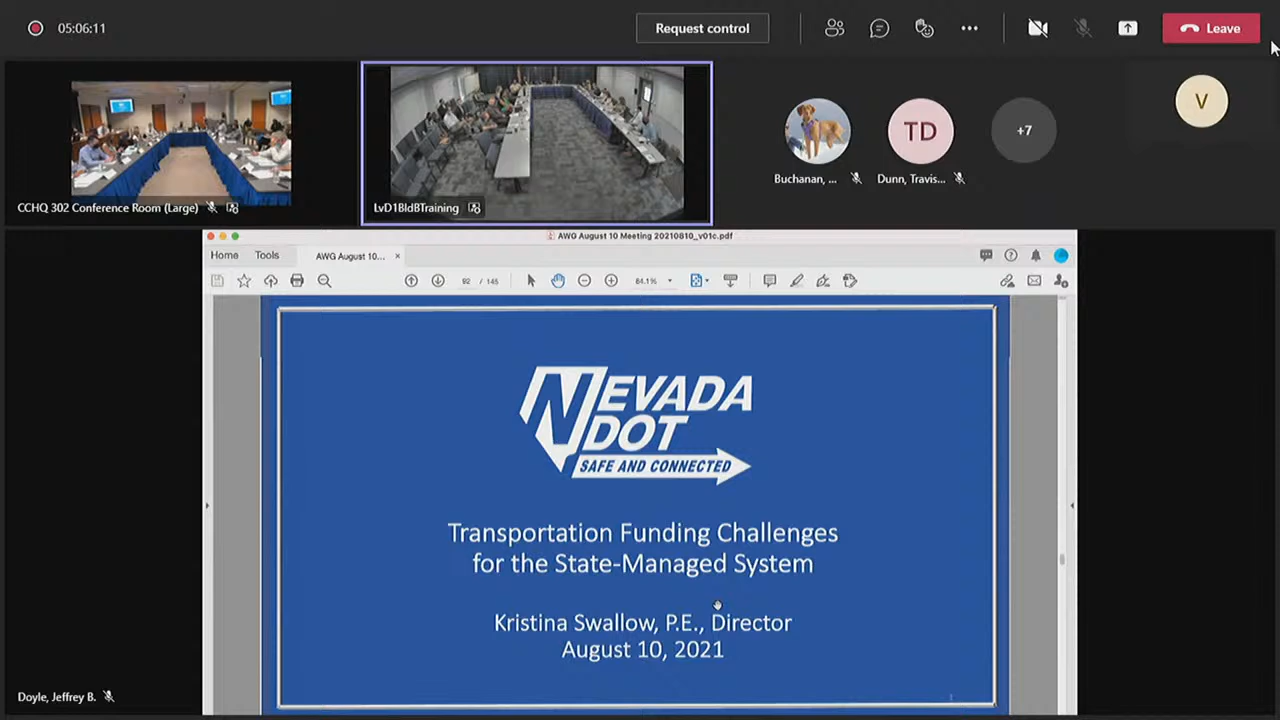 05:06:11
Request control
Leave
CCHQ 302 Conference Room (Large)
LvD1BldBTraining
Buchanan, ...
TD
Dunn, Travis...
+7
V
AWG August 10 Meeting 20210810_v01c.pdf
Home
Tools
AWG August 10...
92 / 145
84.1%
NEVADA
DOT
SAFE AND CONNECTED
Transportation Funding Challenges
for the State-Managed System
Kristina Swallow, P.E., Director
August 10, 2021
1
Doyle, Jeffrey B.